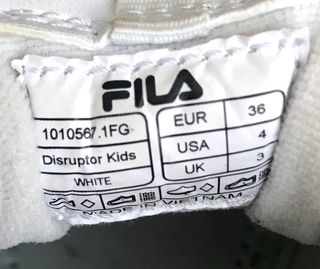 FILA
1010567.1FG
Disruptor Kids
WHITE
EUR 36
USA 4
UK 3
MADE IN VIETNAM